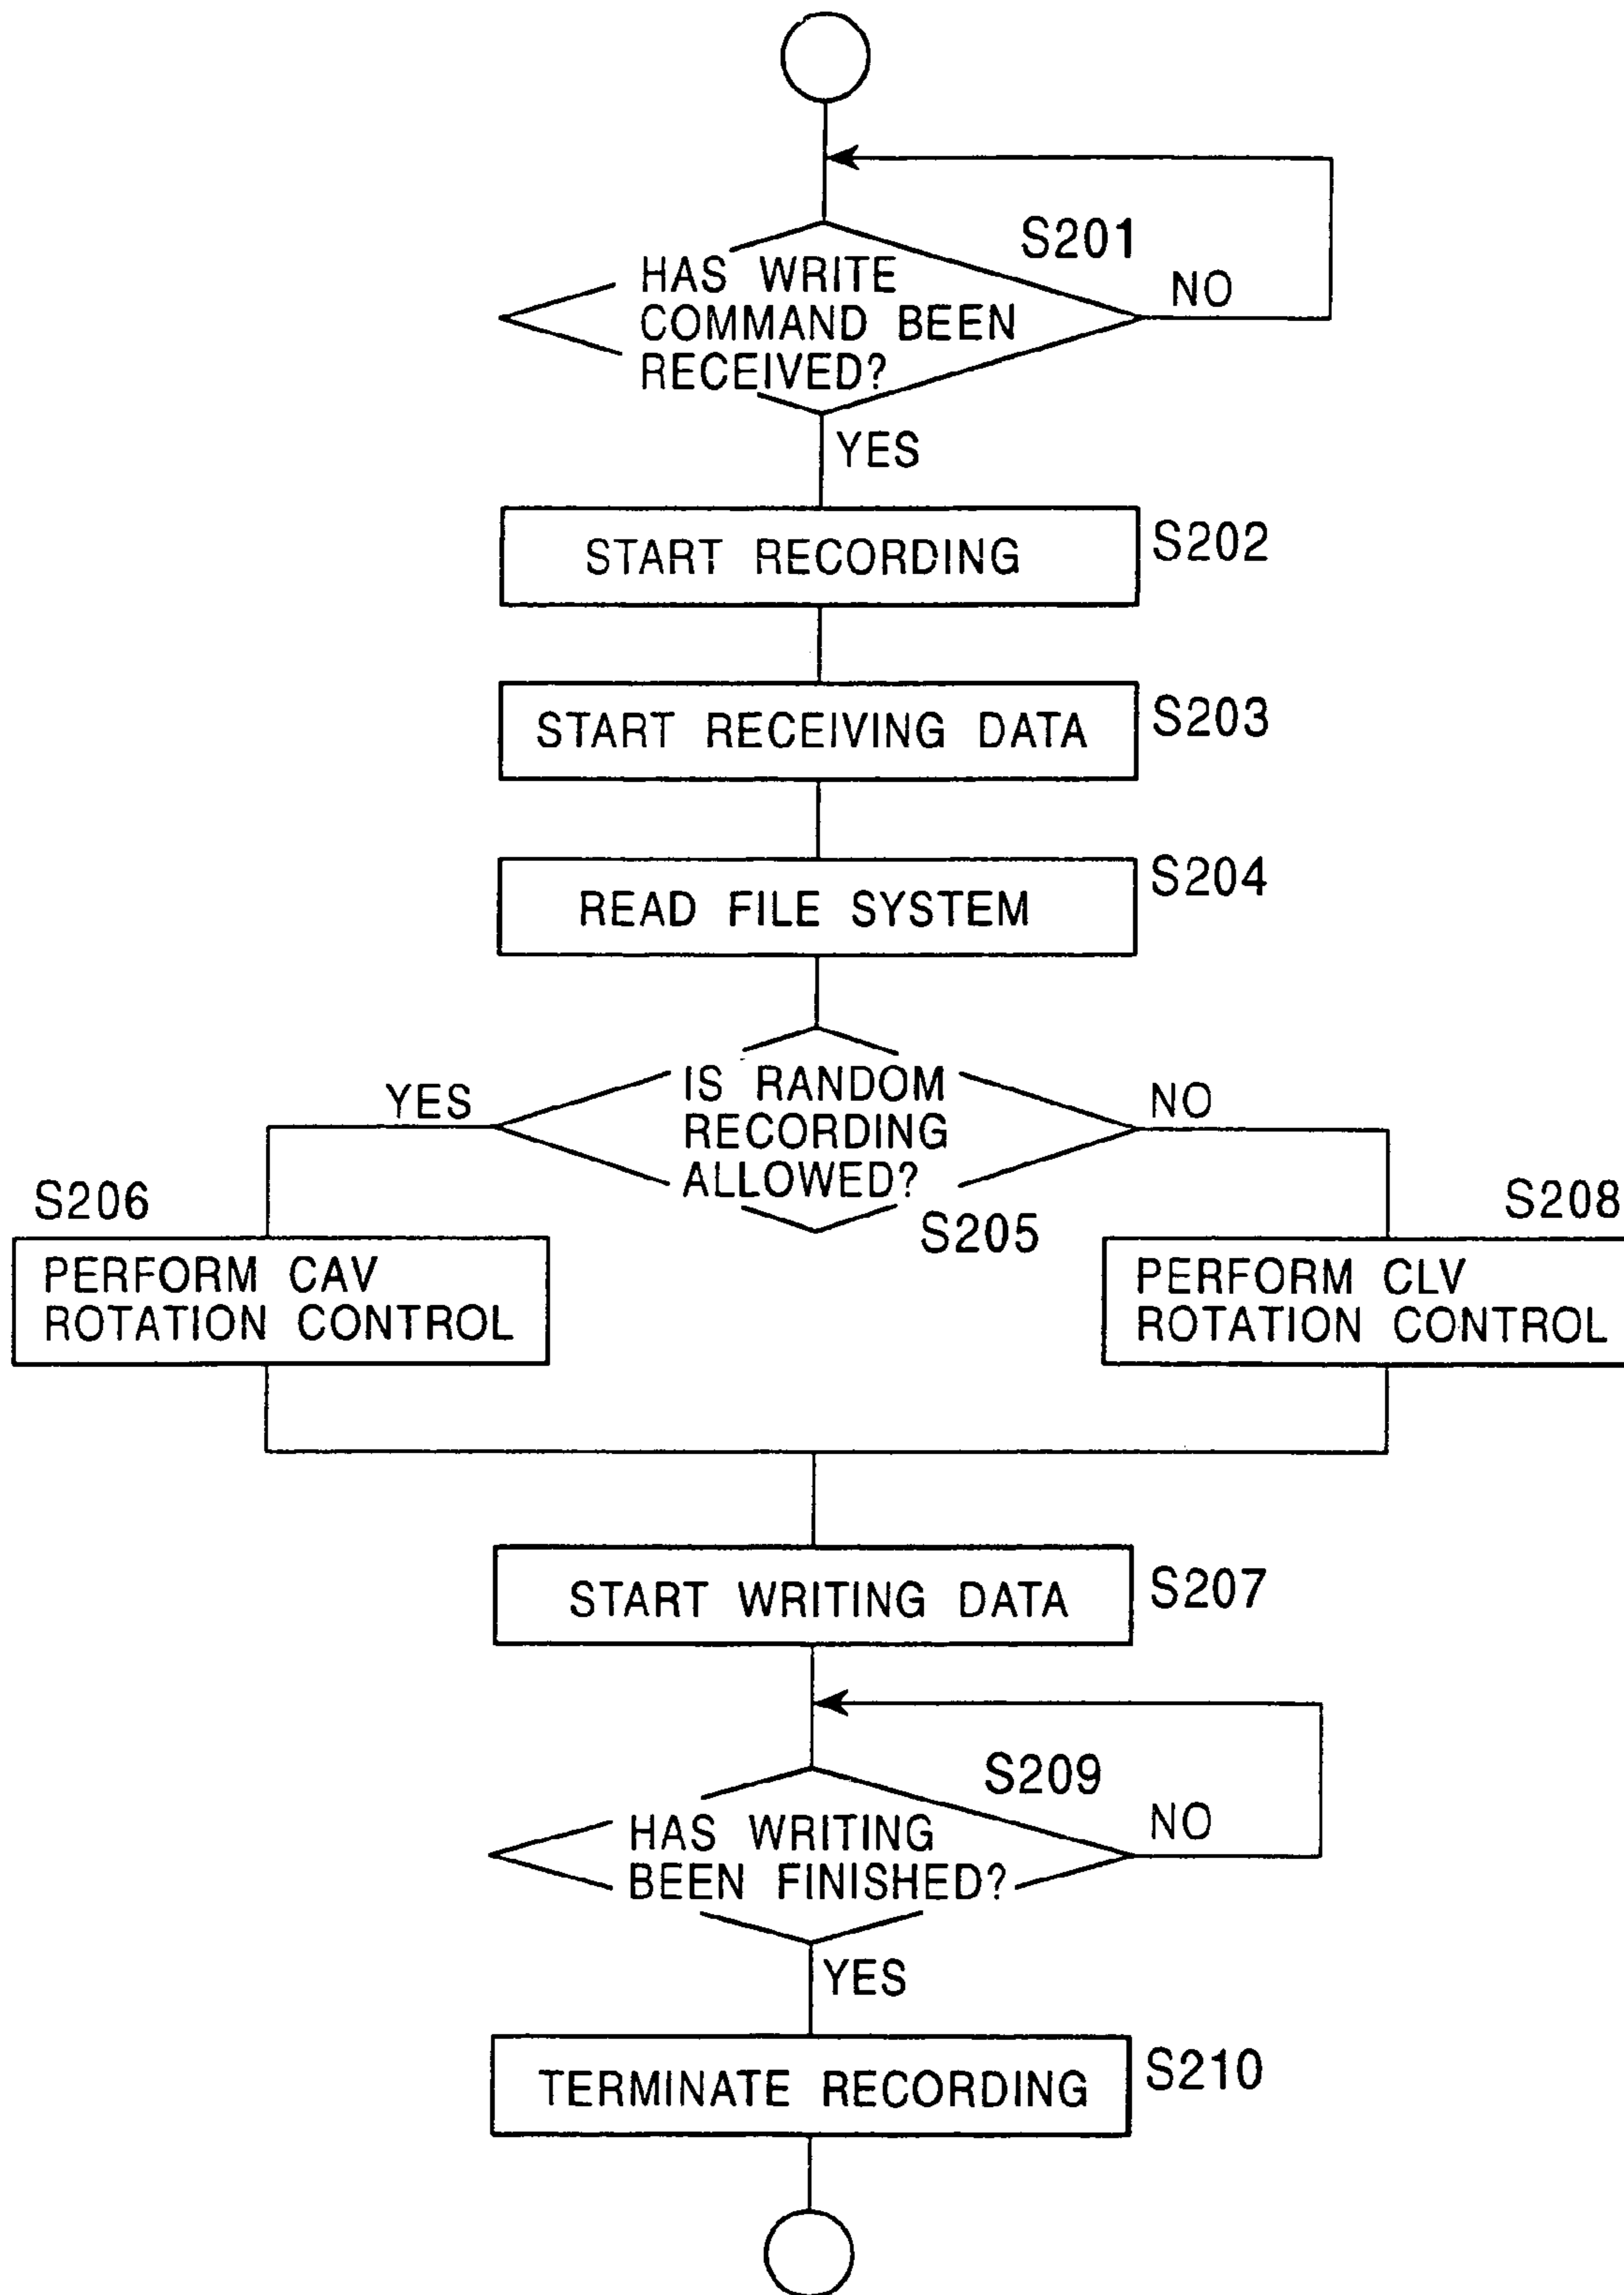 S201
HAS WRITE
COMMAND BEEN
RECEIVED?
NO
YES
START RECORDING
S202
START RECEIVING DATA
S203
READ FILE SYSTEM
S204
IS RANDOM
RECORDING
ALLOWED?
YES
NO
S205
S206
PERFORM CAV
ROTATION CONTROL
S208
PERFORM CLV
ROTATION CONTROL
START WRITING DATA
S207
S209
HAS WRITING
BEEN FINISHED?
NO
YES
TERMINATE RECORDING
S210